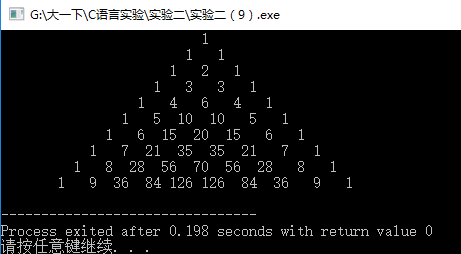 G:\大一下\C语言实验\实验二\实验二（9）.exe
1
1 1
1 2 1
1 3 3 1
1 4 6 4 1
1 5 10 10 5 1
1 6 15 20 15 6 1
1 7 21 35 35 21 7 1
1 8 28 56 70 56 28 8 1
1 9 36 84 126 126 84 36 9 1
--------------------------------
Process exited after 0.198 seconds with return value 0
请按任意键继续. . .